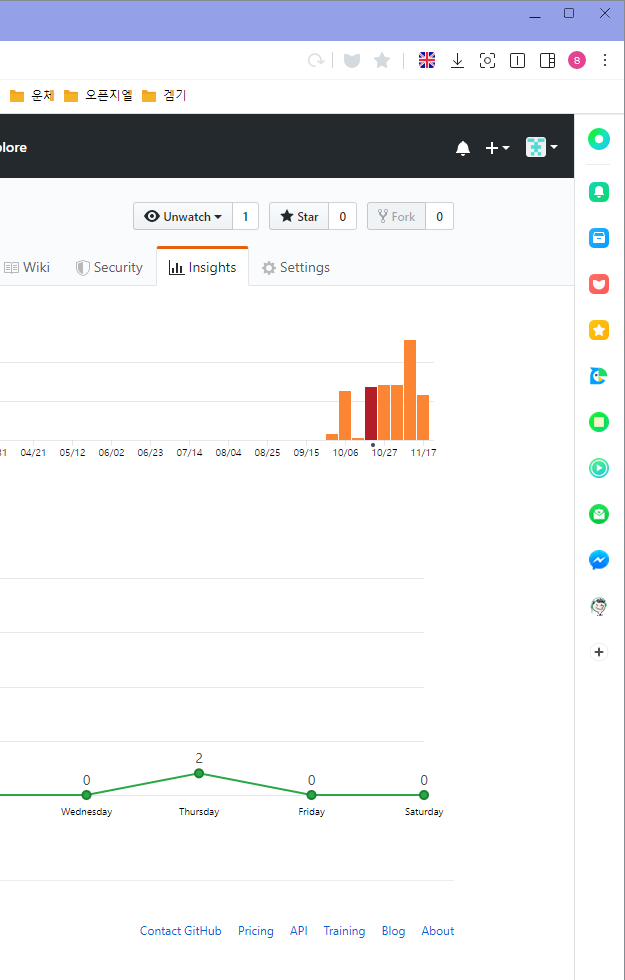 8
운체 오픈지엘 겜기
lore
Unwatch 1 Star 0 Fork 0
Wiki Security Insights Settings
31 04/21 05/12 06/02 06/23 07/14 08/04 08/25 09/15 10/06 10/27 11/17
0 2 0 0
Wednesday Thursday Friday Saturday
Contact GitHub Pricing API Training Blog About